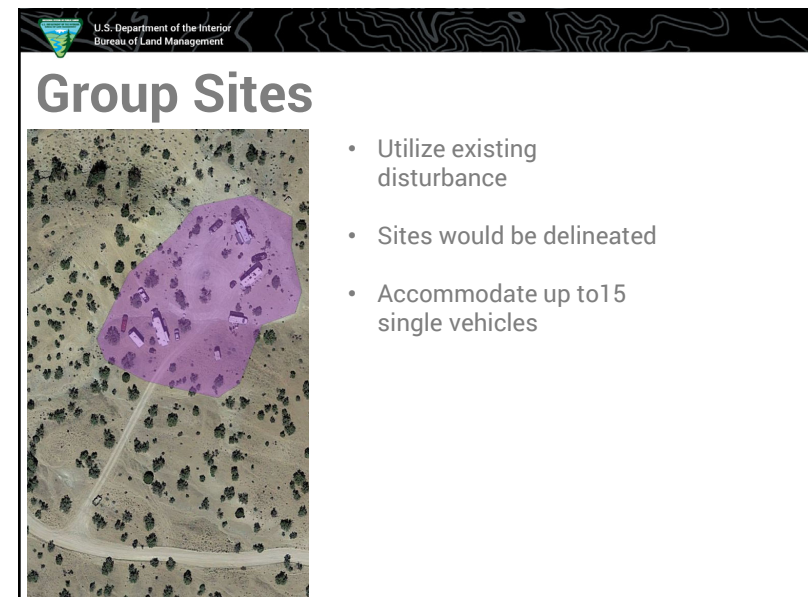 U.S. Department of the Interior
Bureau of Land Management
Group Sites
• Utilize existing
disturbance
• Sites would be delineated
• Accommodate up to15
single vehicles